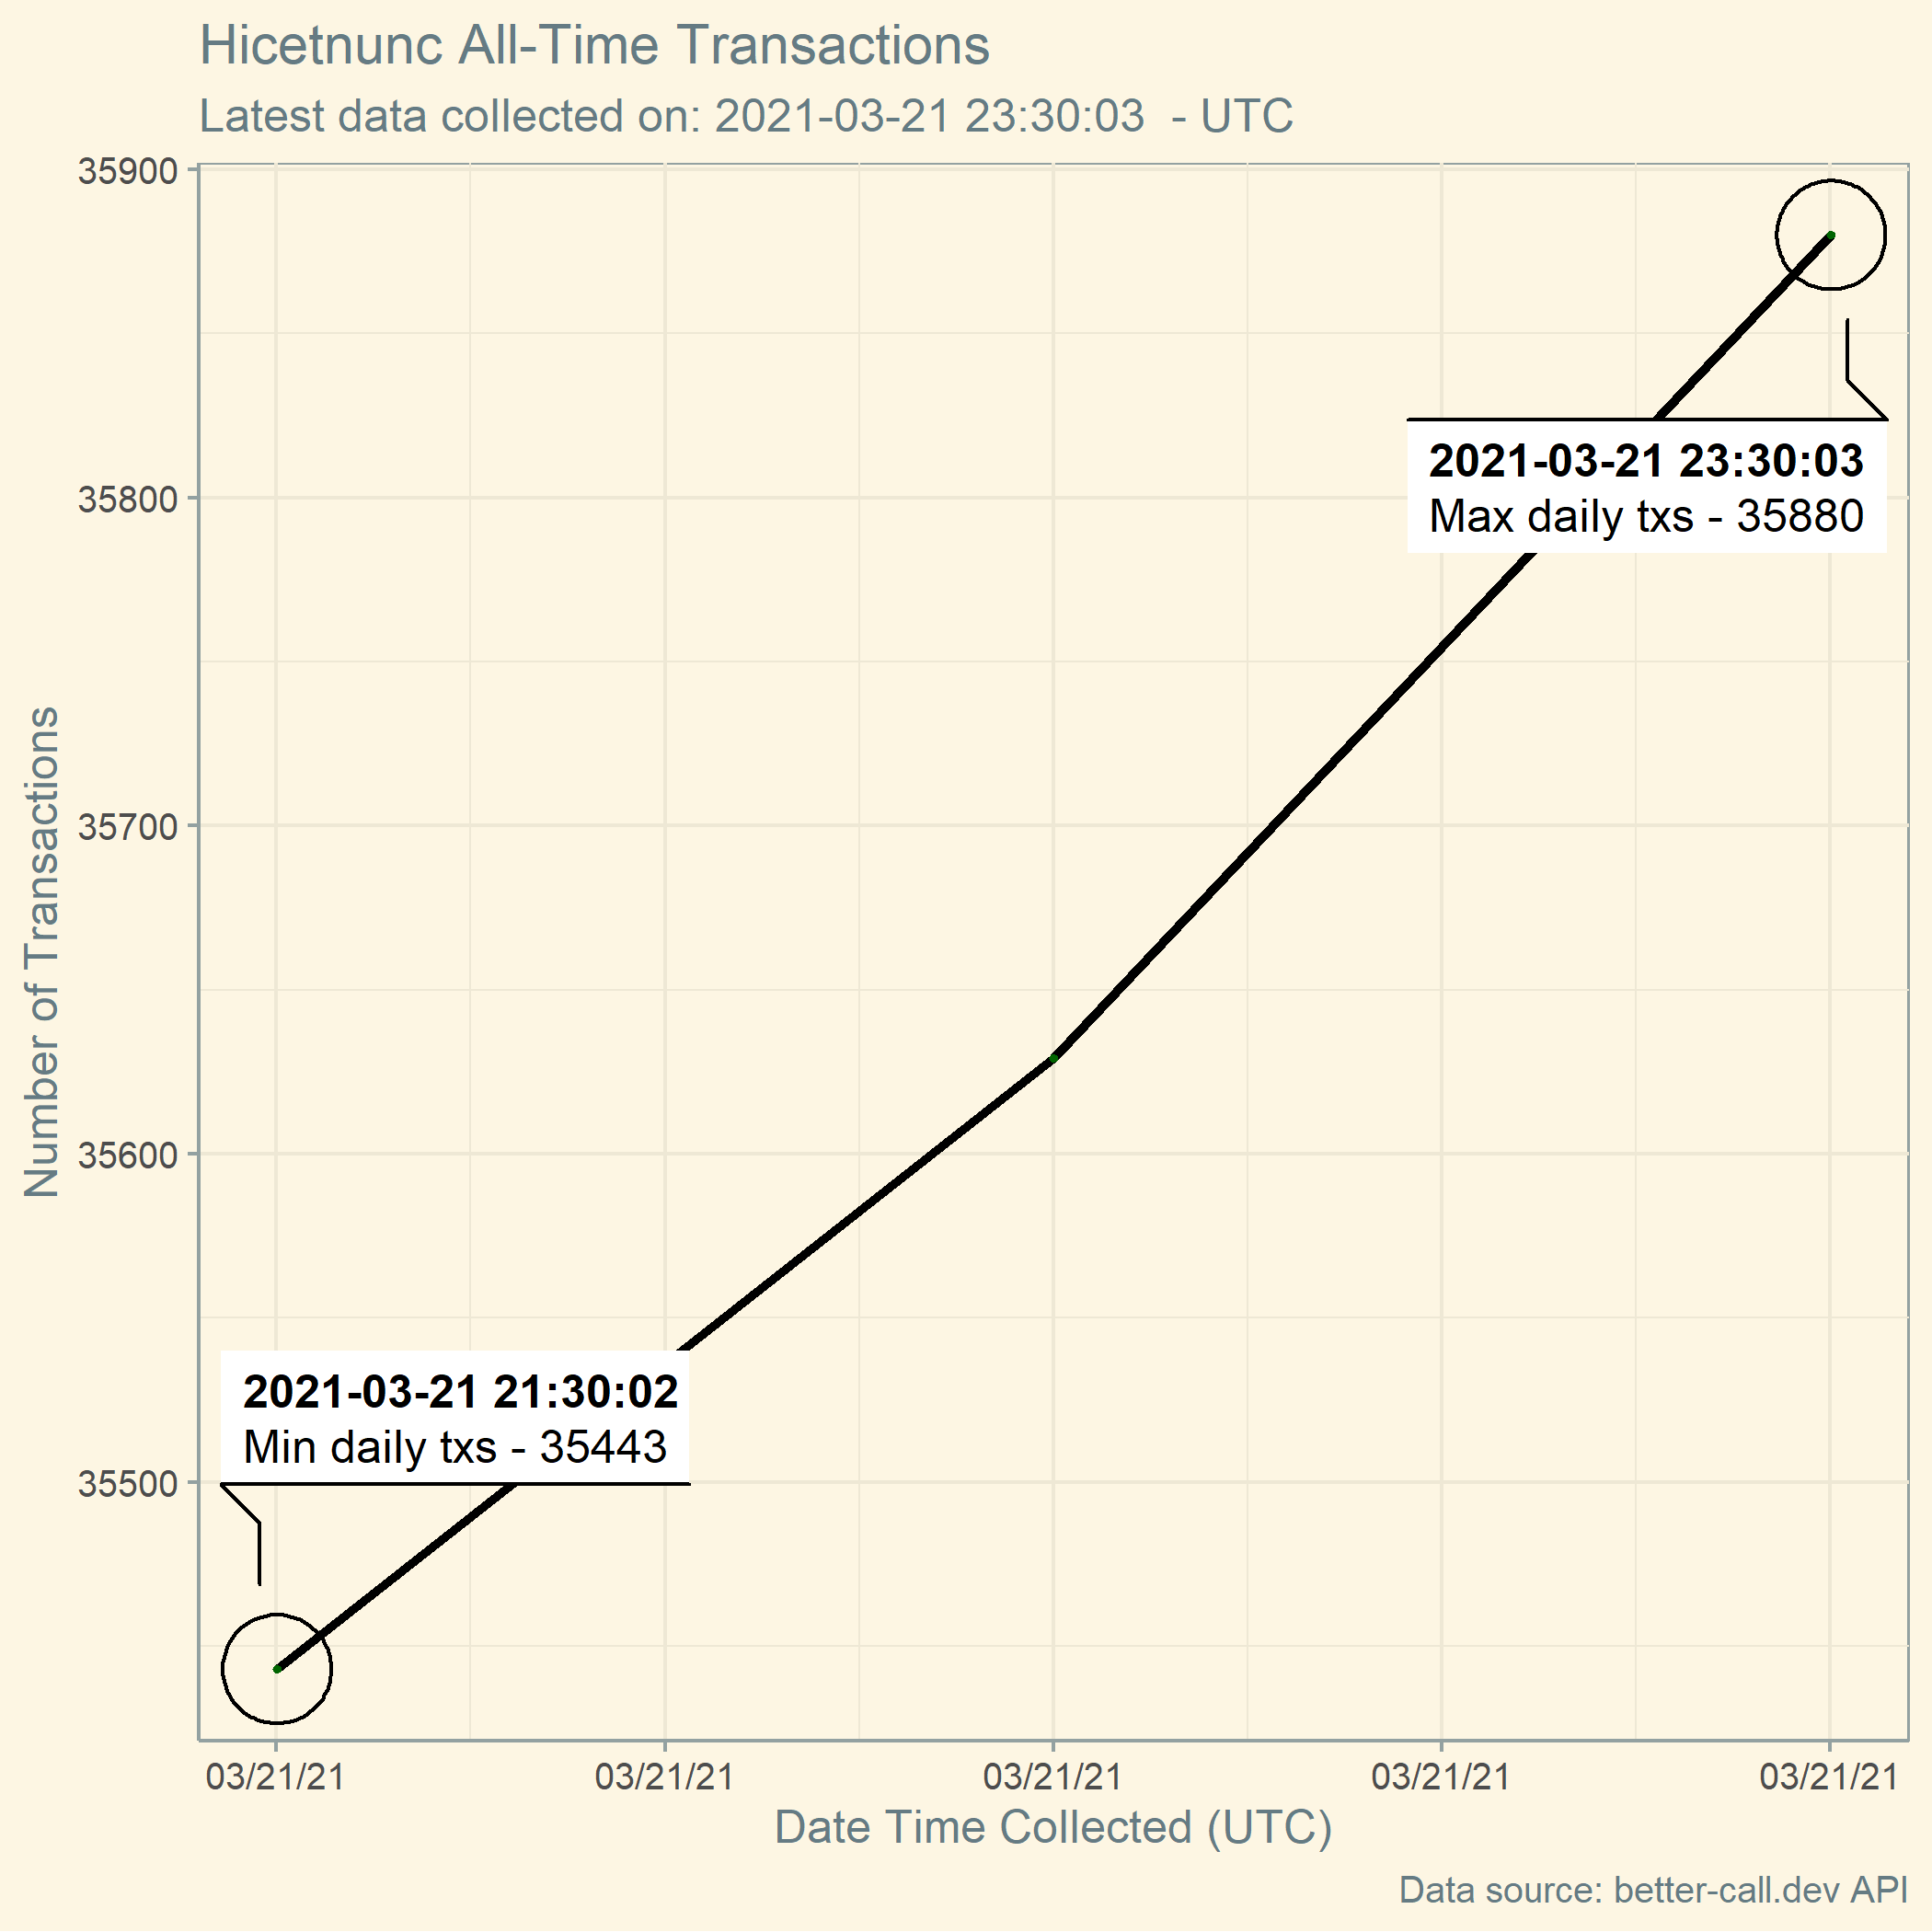 Hicetnunc All-Time Transactions
Latest data collected on: 2021-03-21 23:30:03  - UTC
35900
35800
35700
35600
35500
Number of Transactions
2021-03-21 23:30:03
Max daily txs - 35880
2021-03-21 21:30:02
Min daily txs - 35443
03/21/21 03/21/21 03/21/21 03/21/21 03/21/21
Date Time Collected (UTC)
Data source: better-call.dev API